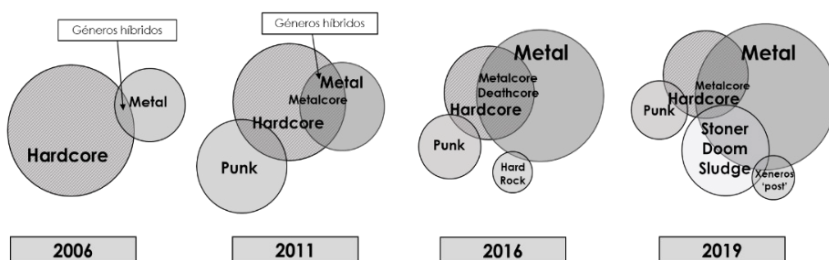 Géneros híbridos
Metal
Hardcore
2006
Géneros híbridos
Metal
Metalcore
Hardcore
Punk
2011
Metal
Metalcore
Deathcore
Hardcore
Punk
Hard
Rock
2016
Metal
Metalcore
Hardcore
Punk
Stoner
Doom
Sludge
Xéneros
'post'
2019